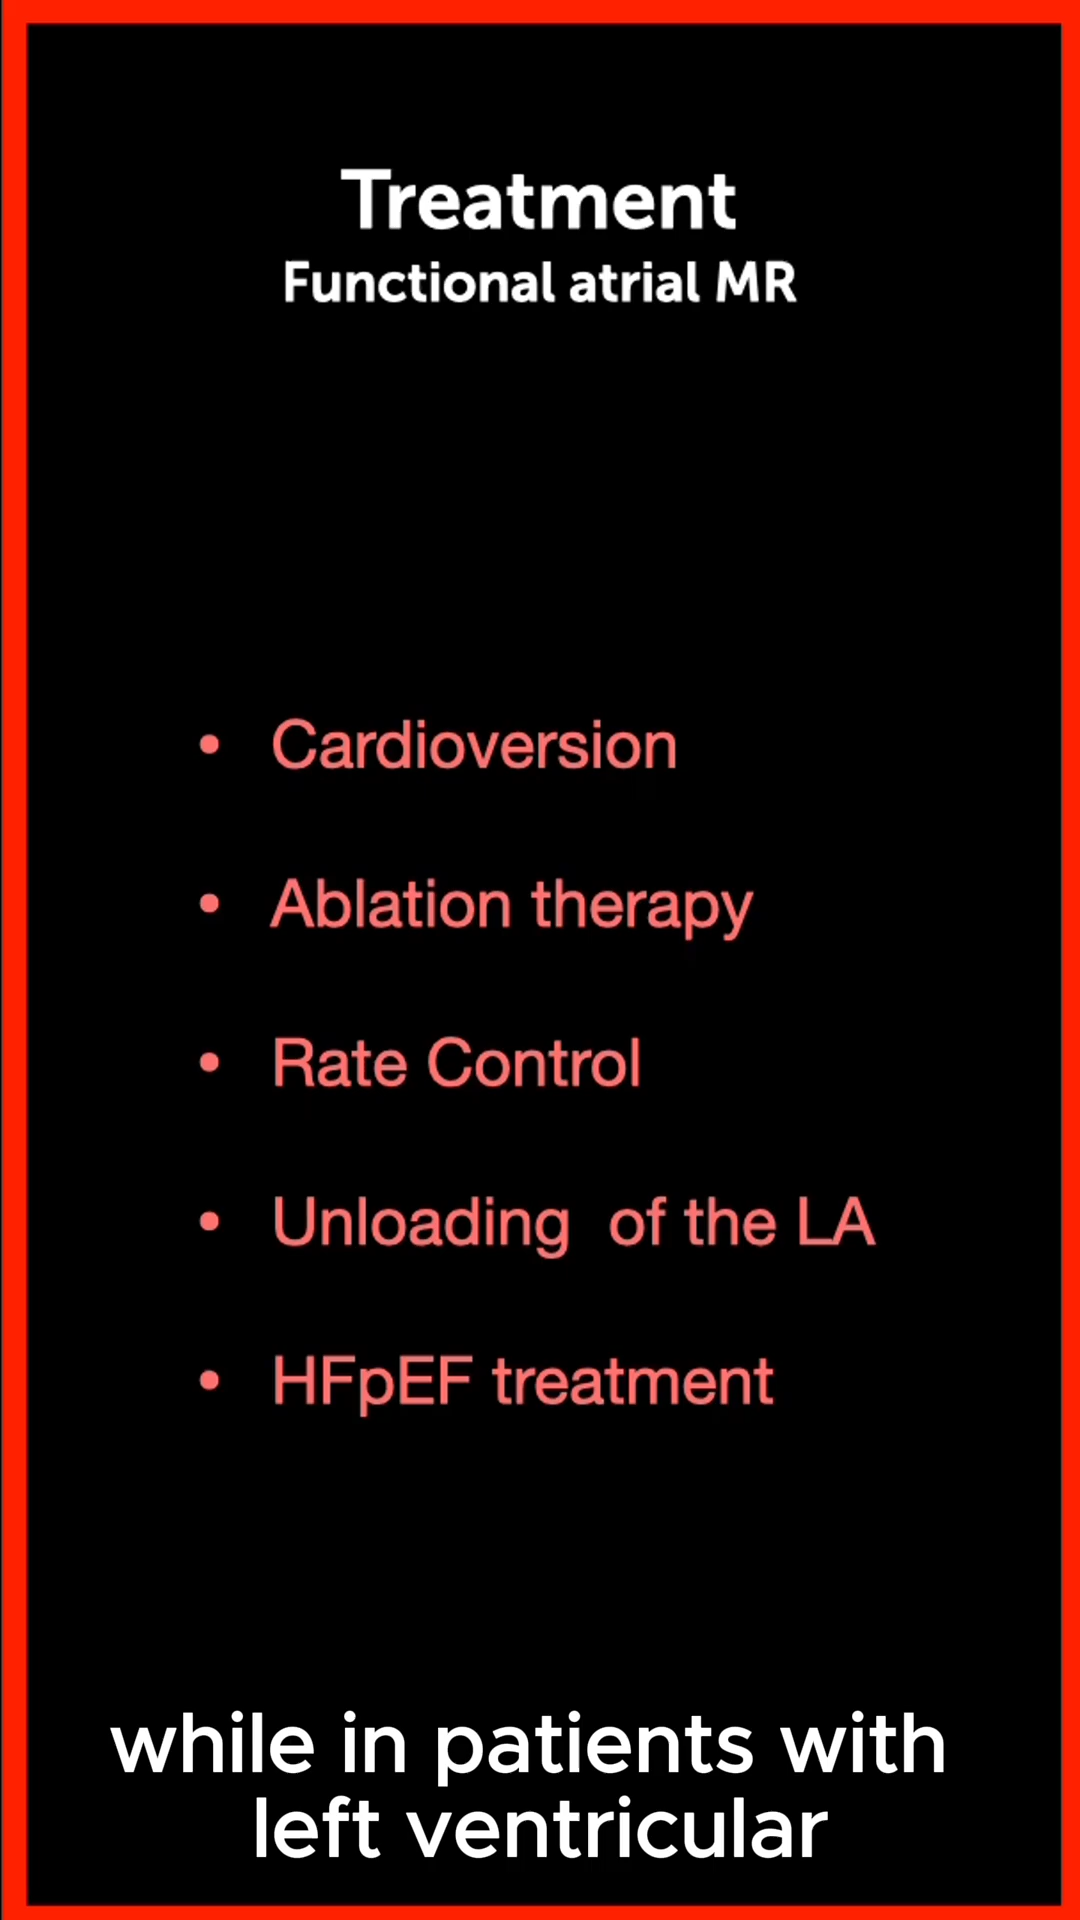 Treatment
Functional atrial MR
• Cardioversion
• Ablation therapy
• Rate Control
• Unloading  of the LA
• HFpEF treatment
while in patients with
left ventricular